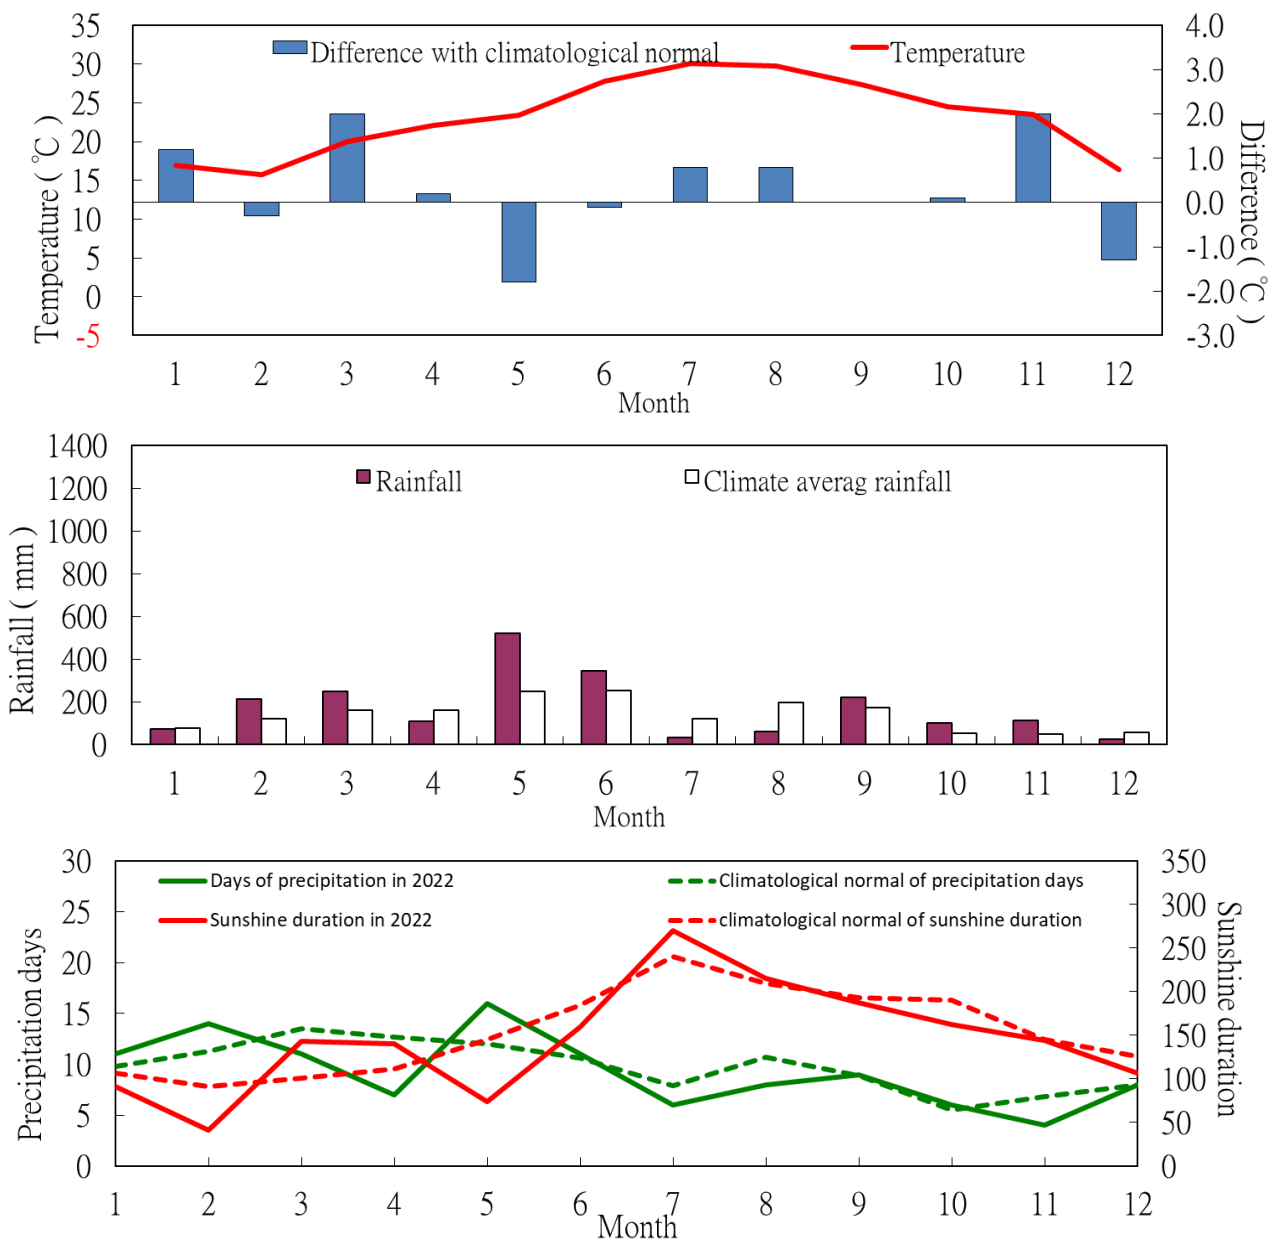 35 4.0
Difference with climatological normal Temperature
30 3.0
25 2.0
20 1.0
15 0.0
10 -1.0
5 -2.0
0 -3.0
-5
Temperature ( ℃ )
Difference ( ℃ )
1 2 3 4 5 6 7 8 9 10 11 12
Month
1400
Rainfall Climate averag rainfall
1200
1000
800
600
400
200
0
Rainfall ( mm )
1 2 3 4 5 6 7 8 9 10 11 12
Month
30 350
Days of precipitation in 2022 Climatological normal of precipitation days
25 300
Sunshine duration in 2022 climatological normal of sunshine duration
20 250
15 200
10 150
5 100
0 50
0
Precipitation days
Sunshine duration
1 2 3 4 5 6 7 8 9 10 11 12
Month